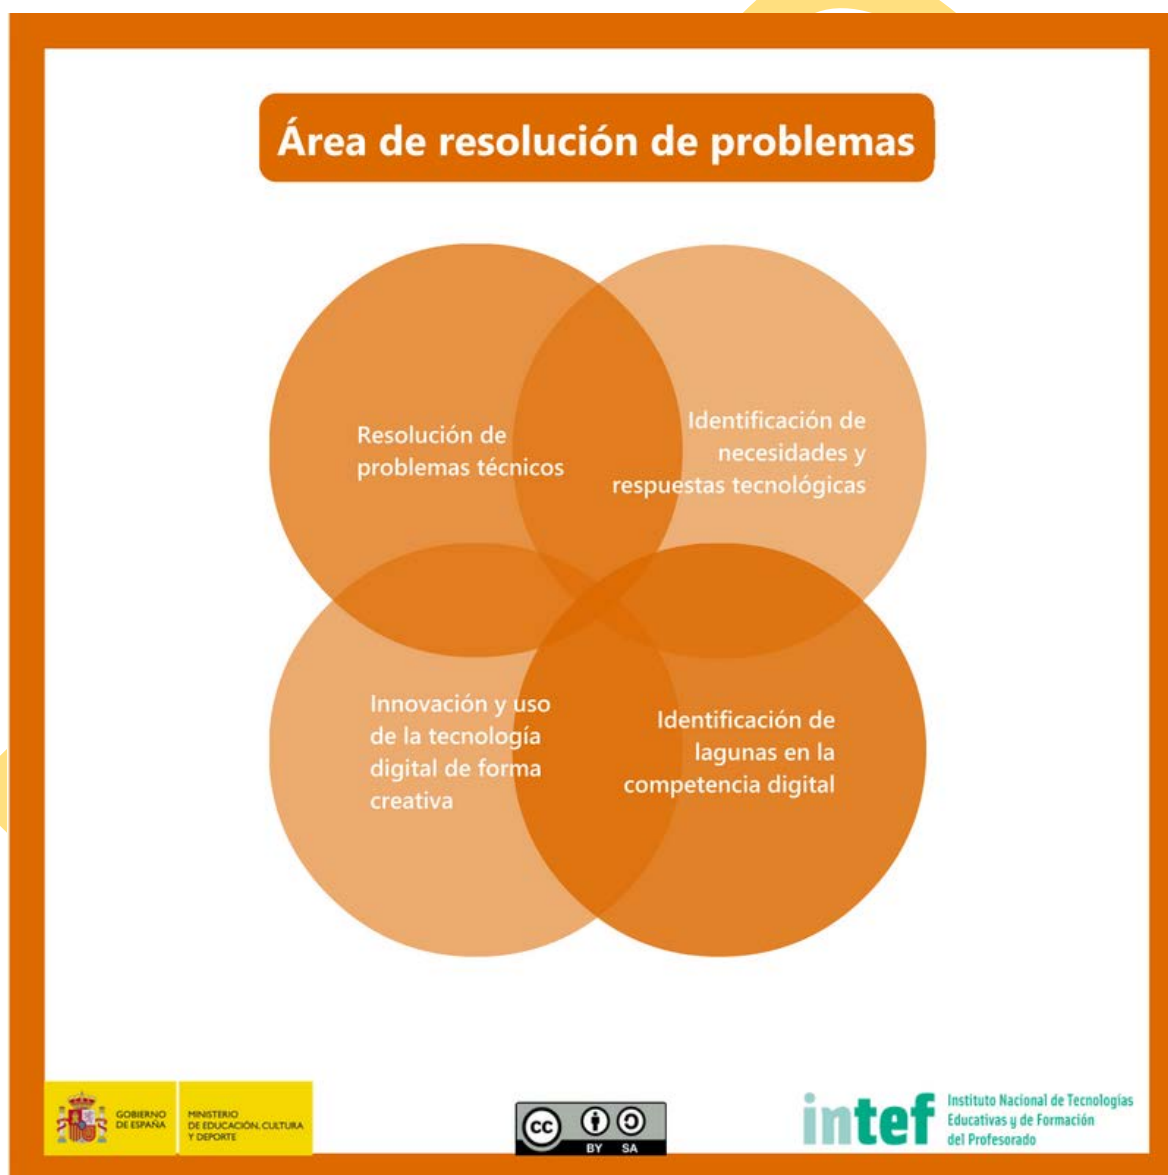 Área de resolución de problemas
Resolución de
problemas técnicos
Identificación de
necesidades y
respuestas tecnológicas
Innovación y uso
de la tecnología
digital de forma
creativa
Identificación de
lagunas en la
competencia digital
GOBIERNO
DE ESPAÑA
MINISTERIO
DE EDUCACIÓN, CULTURA
Y DEPORTE
cc
BY SA
intef
Instituto Nacional de Tecnologías
Educativas y de Formación
del Profesorado